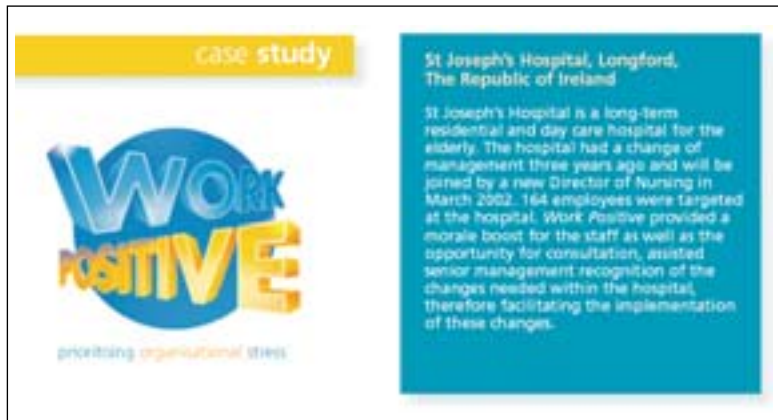 case study
WORK
POSITIVE
prioritising organisational stress
St Joseph's Hospital, Longford,
The Republic of Ireland
St Joseph's Hospital is a long-term
residential and day care hospital for the
elderly. The hospital had a change of
management three years ago and will be
joined by a new Director of Nursing in
March 2002. 164 employees were targeted
at the hospital. Work Positive provided a
morale boost for the staff as well as the
opportunity for consultation, assisted
senior management recognition of the
changes needed within the hospital,
therefore facilitating the implementation
of these changes.